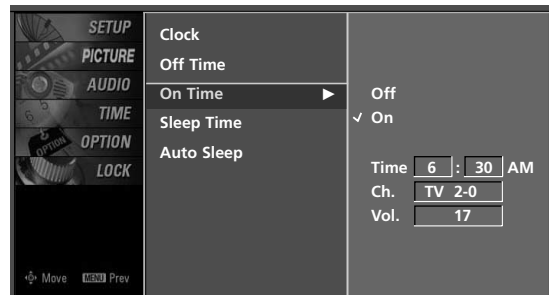 SETUP
PICTURE
AUDIO
TIME
OPTION
LOCK
Move MENU Prev
Clock
Off Time
On Time ►
Sleep Time
Auto Sleep
Off
✓ On
Time 6 : 30 AM
Ch. TV 2-0
Vol. 17